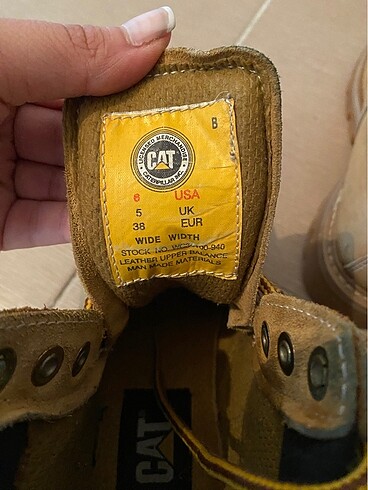 CAT
B
LICENSED MERCHANDISE
CAT
CATERPILLAR INC.
6 USA
5 UK
38 EUR
WIDE WIDTH
LEATHER UPPER BALANCE
MAN MADE MATERIALS
CAT